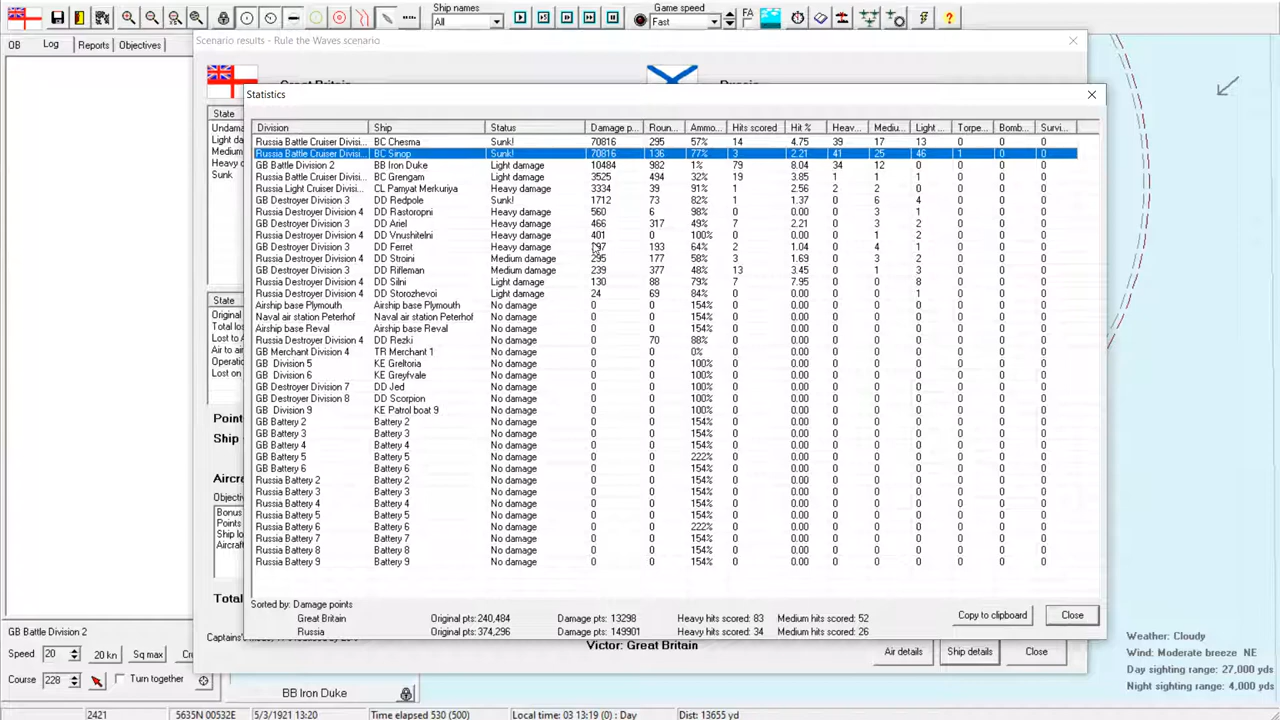 Ship names
Game speed
All
Fast
FA
OB Log Reports Objectives
Scenario results - Rule the Waves scenario
Statistics
State
Undama
Light da
Medium
Heavy c
Sunk
State
Original
Total los
Lost to A
Air to air
Operatio
Lost on
Point
Ship
Aircra
Objectiv
Bonus
Points
Ship lo
Aircraf
Total
Division Ship Status Damage p... Roun... Ammo... Hits scored Hit % Heav... Mediu... Light ... Torpe... Bomb... Survi...
Russia Battle Cruiser Divisi... BC Chesma Sunk! 70816 295 57% 14 4.75 39 17 13 0 0 0
Russia Battle Cruiser Divisi... BC Sinop Sunk! 70816 136 77% 3 2.21 41 25 46 1 0 0
GB Battle Division 2 BB Iron Duke Light damage 10484 982 1% 79 8.04 34 12 0 0 0 0
Russia Battle Cruiser Divisi... BC Grengam Light damage 3525 494 32% 19 3.85 1 1 1 0 0 0
Russia Light Cruiser Divisi... CL Pamyat Merkuriya Heavy damage 3334 39 91% 1 2.56 2 2 0 0 0 0
GB Destroyer Division 3 DD Redpole Sunk! 1712 73 82% 1 1.37 0 6 4 0 0 0
Russia Destroyer Division 4 DD Rastoropni Heavy damage 560 6 98% 0 0.00 0 3 1 0 0 0
GB Destroyer Division 3 DD Ariel Heavy damage 466 317 49% 7 2.21 0 1 2 0 0 0
Russia Destroyer Division 4 DD Vnushitelni Heavy damage 401 0 100% 0 0.00 0 1 2 0 0 0
GB Destroyer Division 3 DD Ferret Heavy damage 193 64% 2 1.04 0 4 1 0 0 0
Russia Destroyer Division 4 DD Stroini Medium damage 295 177 58% 3 1.69 0 3 2 0 0 0
GB Destroyer Division 3 DD Rifleman Medium damage 239 377 48% 13 3.45 0 1 3 0 0 0
Russia Destroyer Division 4 DD Silni Light damage 130 88 79% 7 7.95 0 0 8 0 0 0
Russia Destroyer Division 4 DD Storozhevoi Light damage 24 69 84% 0 0.00 0 0 1 0 0 0
Airship base Plymouth Airship base Plymouth No damage 0 0 154% 0 0.00 0 0 0 0 0 0
Naval air station Peterhof Naval air station Peterhof No damage 0 0 154% 0 0.00 0 0 0 0 0 0
Airship base Reval Airship base Reval No damage 0 0 154% 0 0.00 0 0 0 0 0 0
Russia Destroyer Division 4 DD Rezki No damage 0 70 88% 0 0.00 0 0 0 0 0 0
GB Merchant Division 4 TR Merchant 1 No damage 0 0 0% 0 0.00 0 0 0 0 0 0
GB Division 5 KE Greltoria No damage 0 0 100% 0 0.00 0 0 0 0 0 0
GB Division 6 KE Greyfvale No damage 0 0 100% 0 0.00 0 0 0 0 0 0
GB Destroyer Division 7 DD Jed No damage 0 0 100% 0 0.00 0 0 0 0 0 0
GB Destroyer Division 8 DD Scorpion No damage 0 0 100% 0 0.00 0 0 0 0 0 0
GB Division 9 KE Patrol boat 9 No damage 0 0 100% 0 0.00 0 0 0 0 0 0
GB Battery 2 Battery 2 No damage 0 0 154% 0 0.00 0 0 0 0 0 0
GB Battery 3 Battery 3 No damage 0 0 154% 0 0.00 0 0 0 0 0 0
GB Battery 4 Battery 4 No damage 0 0 154% 0 0.00 0 0 0 0 0 0
GB Battery 5 Battery 5 No damage 0 0 222% 0 0.00 0 0 0 0 0 0
GB Battery 6 Battery 6 No damage 0 0 154% 0 0.00 0 0 0 0 0 0
Russia Battery 2 Battery 2 No damage 0 0 154% 0 0.00 0 0 0 0 0 0
Russia Battery 3 Battery 3 No damage 0 0 154% 0 0.00 0 0 0 0 0 0
Russia Battery 4 Battery 4 No damage 0 0 154% 0 0.00 0 0 0 0 0 0
Russia Battery 5 Battery 5 No damage 0 0 154% 0 0.00 0 0 0 0 0 0
Russia Battery 6 Battery 6 No damage 0 0 222% 0 0.00 0 0 0 0 0 0
Russia Battery 7 Battery 7 No damage 0 0 154% 0 0.00 0 0 0 0 0 0
Russia Battery 8 Battery 8 No damage 0 0 154% 0 0.00 0 0 0 0 0 0
Russia Battery 9 Battery 9 No damage 0 0 154% 0 0.00 0 0 0 0 0 0
Sorted by: Damage points
Great Britain Original pts: 240,484 Damage pts: 13298 Heavy hits scored: 83 Medium hits scored: 52
Russia Original pts: 374,296 Damage pts: 149901 Heavy hits scored: 34 Medium hits scored: 26
Copy to clipboard Close
Victor: Great Britain
Air details Ship details Close
GB Battle Division 2
Speed 20 20 kn Sq max
Course 228 Turn together
BB Iron Duke
Weather: Cloudy
Wind: Moderate breeze NE
Day sighting range: 27,000 yds
Night sighting range: 4,000 yds
2421 5635N 00532E 5/3/1921 13:20 Time elapsed 530 (500) Local time: 03 13:19 (0) : Day Dist: 13655 yd